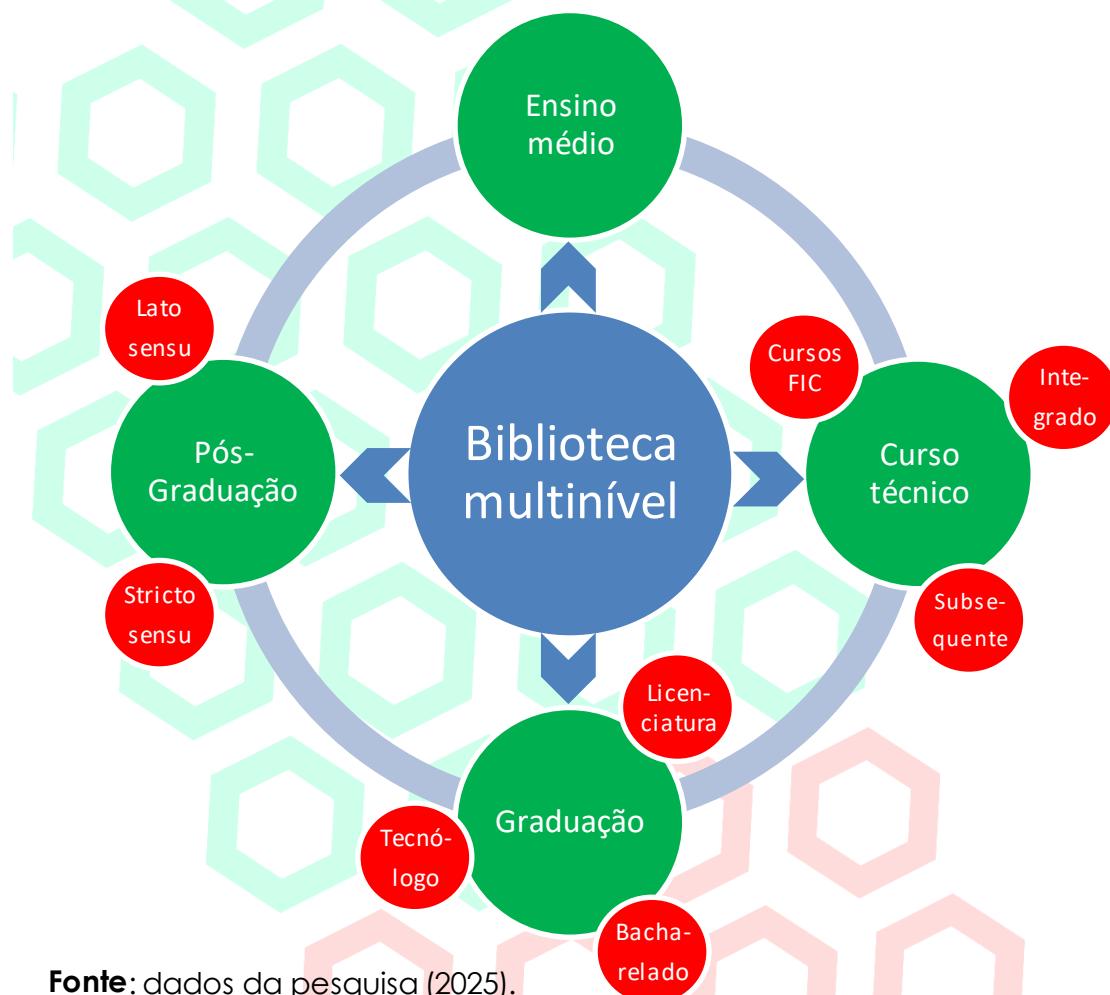 Ensino
médio
Lato
sensu
Cursos
FIC
Inte-
grado
Pós-
Graduação
Biblioteca
multinível
Curso
técnico
Stricto
sensu
Subse-
quente
Licen-
ciatura
Graduação
Tecnó-
logo
Bacha-
relado
Fonte: dados da pesquisa (2025).